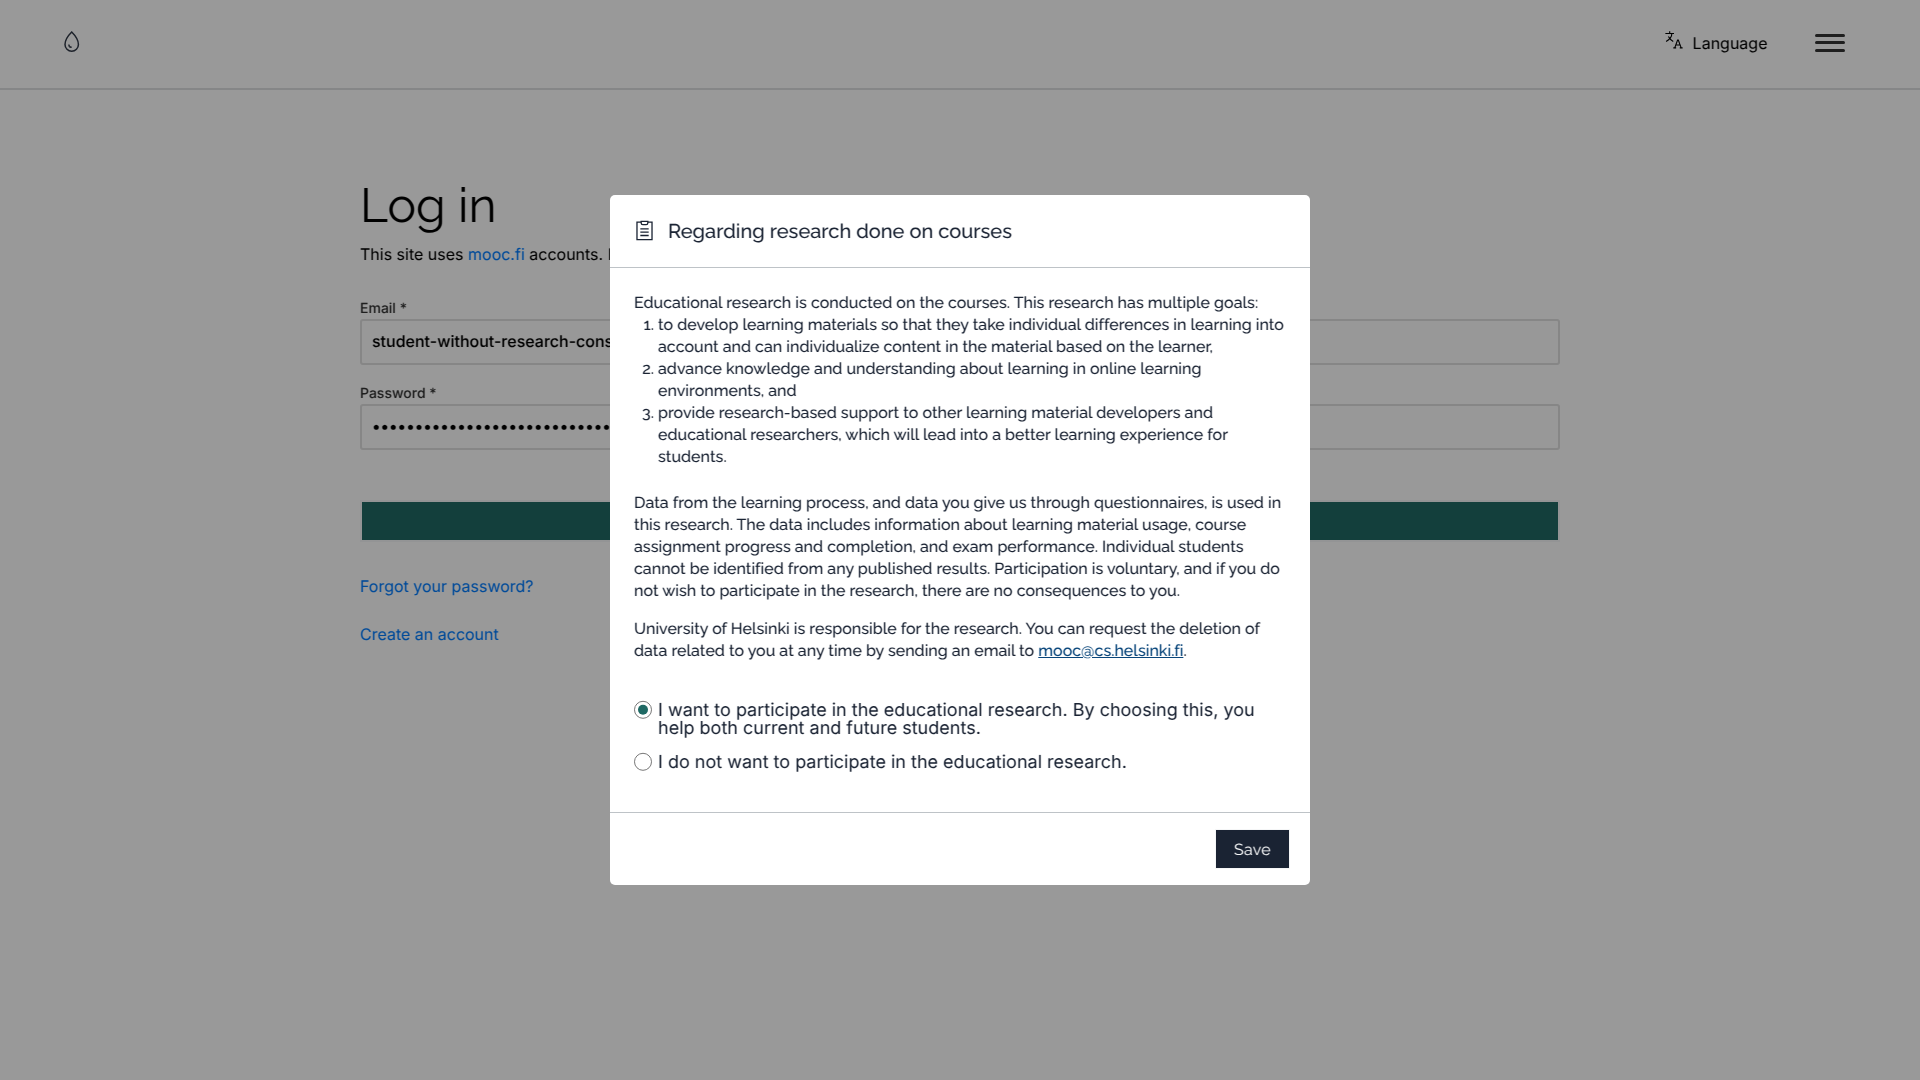 Language
Log in
This site uses mooc.fi accounts.
Email *
student-without-research-cons
Password *
Forgot your password?
Create an account
Regarding research done on courses
Educational research is conducted on the courses. This research has multiple goals:
1. to develop learning materials so that they take individual differences in learning into
account and can individualize content in the material based on the learner,
2. advance knowledge and understanding about learning in online learning
environments, and
3. provide research-based support to other learning material developers and
educational researchers, which will lead into a better learning experience for
students.
Data from the learning process, and data you give us through questionnaires, is used in
this research. The data includes information about learning material usage, course
assignment progress and completion, and exam performance. Individual students
cannot be identified from any published results. Participation is voluntary, and if you do
not wish to participate in the research, there are no consequences to you.
University of Helsinki is responsible for the research. You can request the deletion of
data related to you at any time by sending an email to mooc@cs.helsinki.fi.
I want to participate in the educational research. By choosing this, you
help both current and future students.
I do not want to participate in the educational research.
Save